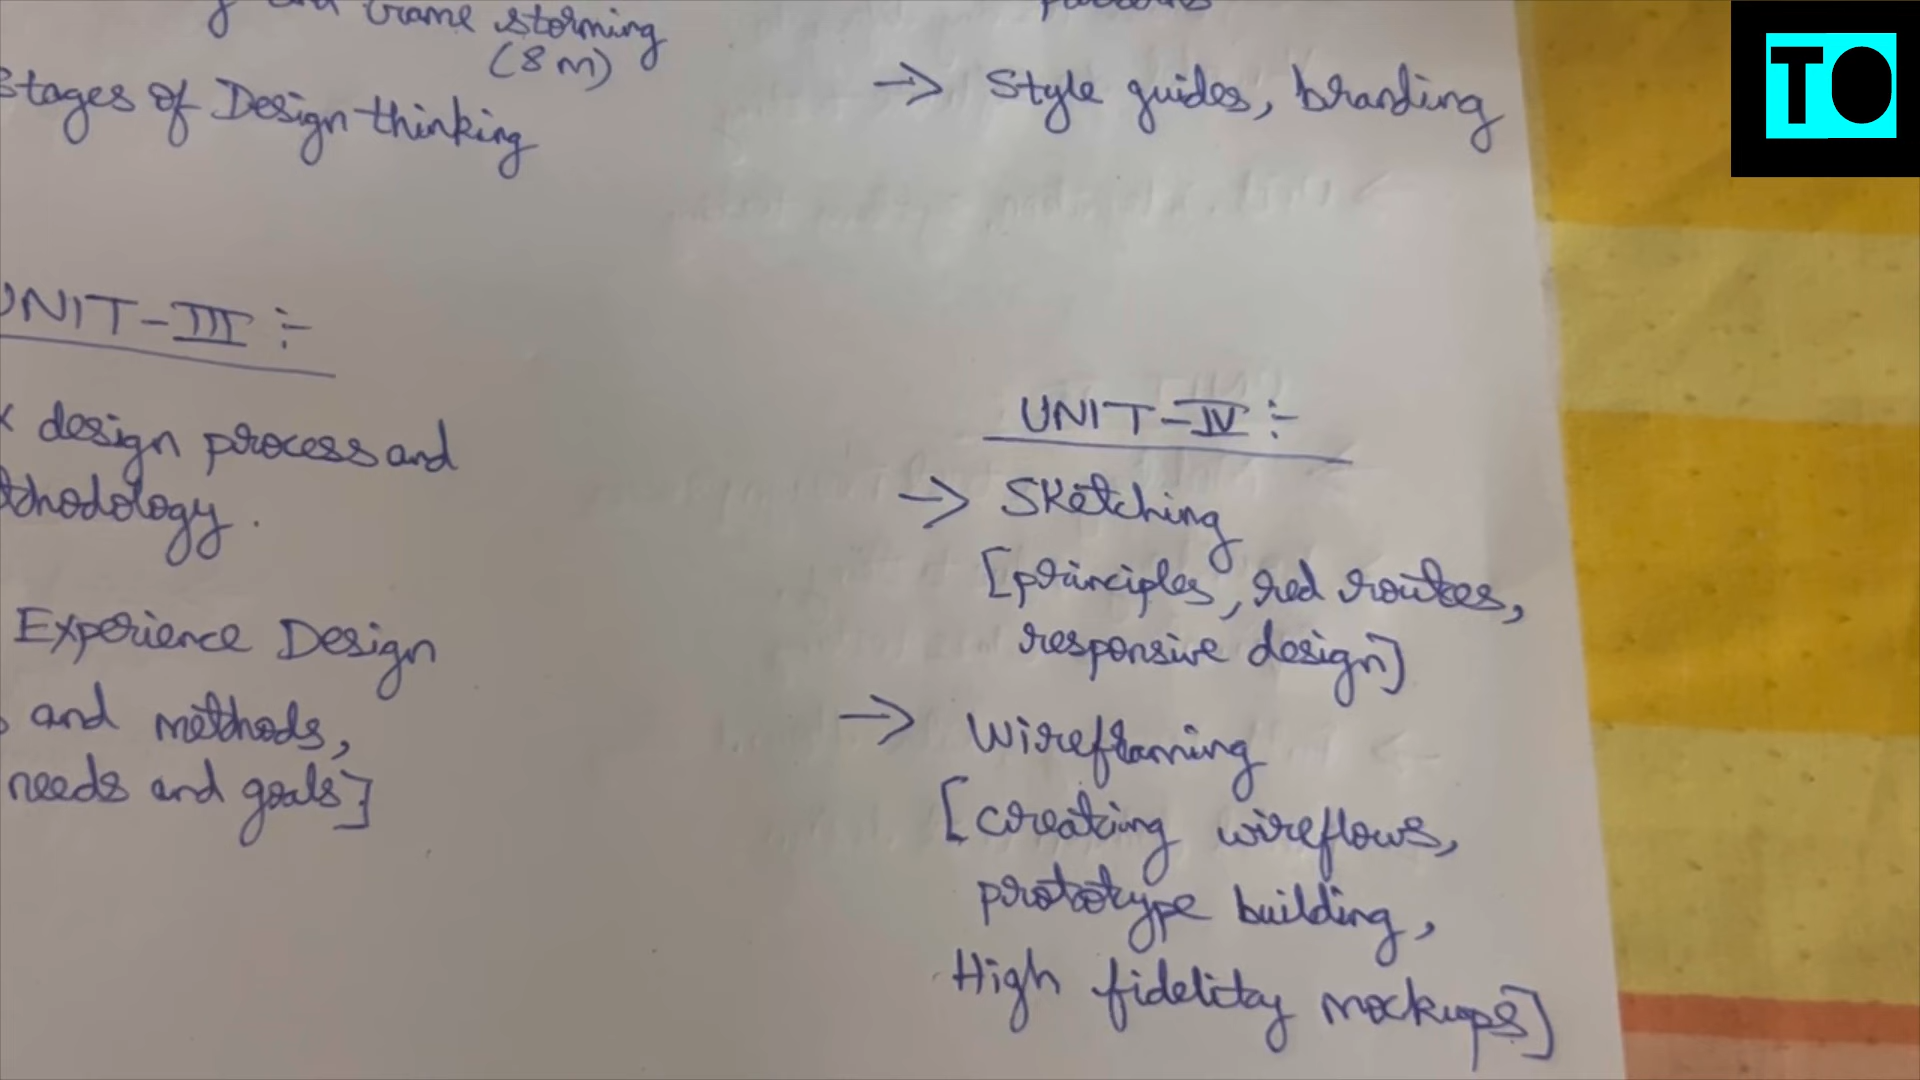 storming
(8m)
Stages of Design thinking
UNIT-III :-
design process and
thodology.
Experience Design
and methods,
needs and goals]
→ Style guides, branding
UNIT-IV :-
→ Sketching
[principles, red routes,
responsive design]
→ Wireframing
[creating wireflows,
prototype building,
High fidelity mockups]
TO